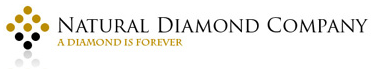 NATURAL DIAMOND COMPANY
A DIAMOND IS FOREVER